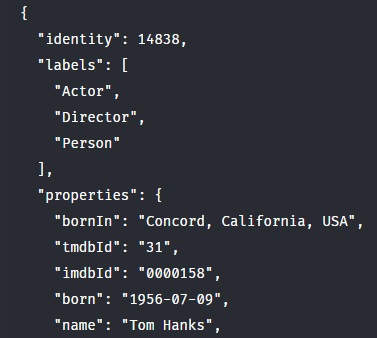 {
"identity": 14838,
"labels": [
"Actor",
"Director",
"Person"
],
"properties": {
"bornIn": "Concord, California, USA",
"tmdbId": "31",
"imdbId": "0000158",
"born": "1956-07-09",
"name": "Tom Hanks",